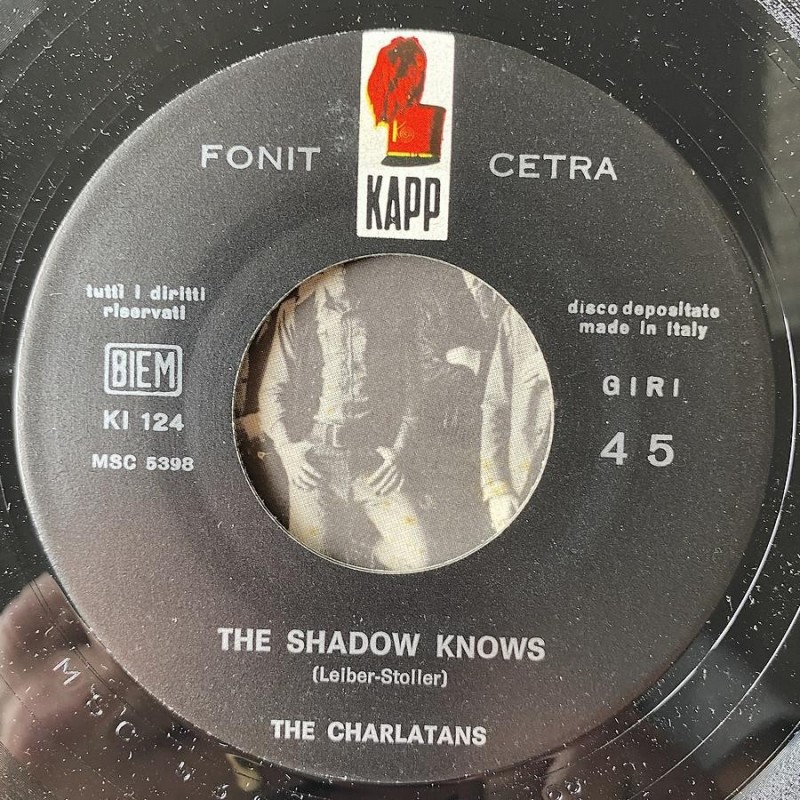 FONIT CETRA
KAPP
tutti i diritti
riservati
disco depositato
made in Italy
BIEM
GIRI
KI 124
45
MSC 5398
THE SHADOW KNOWS
(Leiber-Stoller)
THE CHARLATANS
MSC